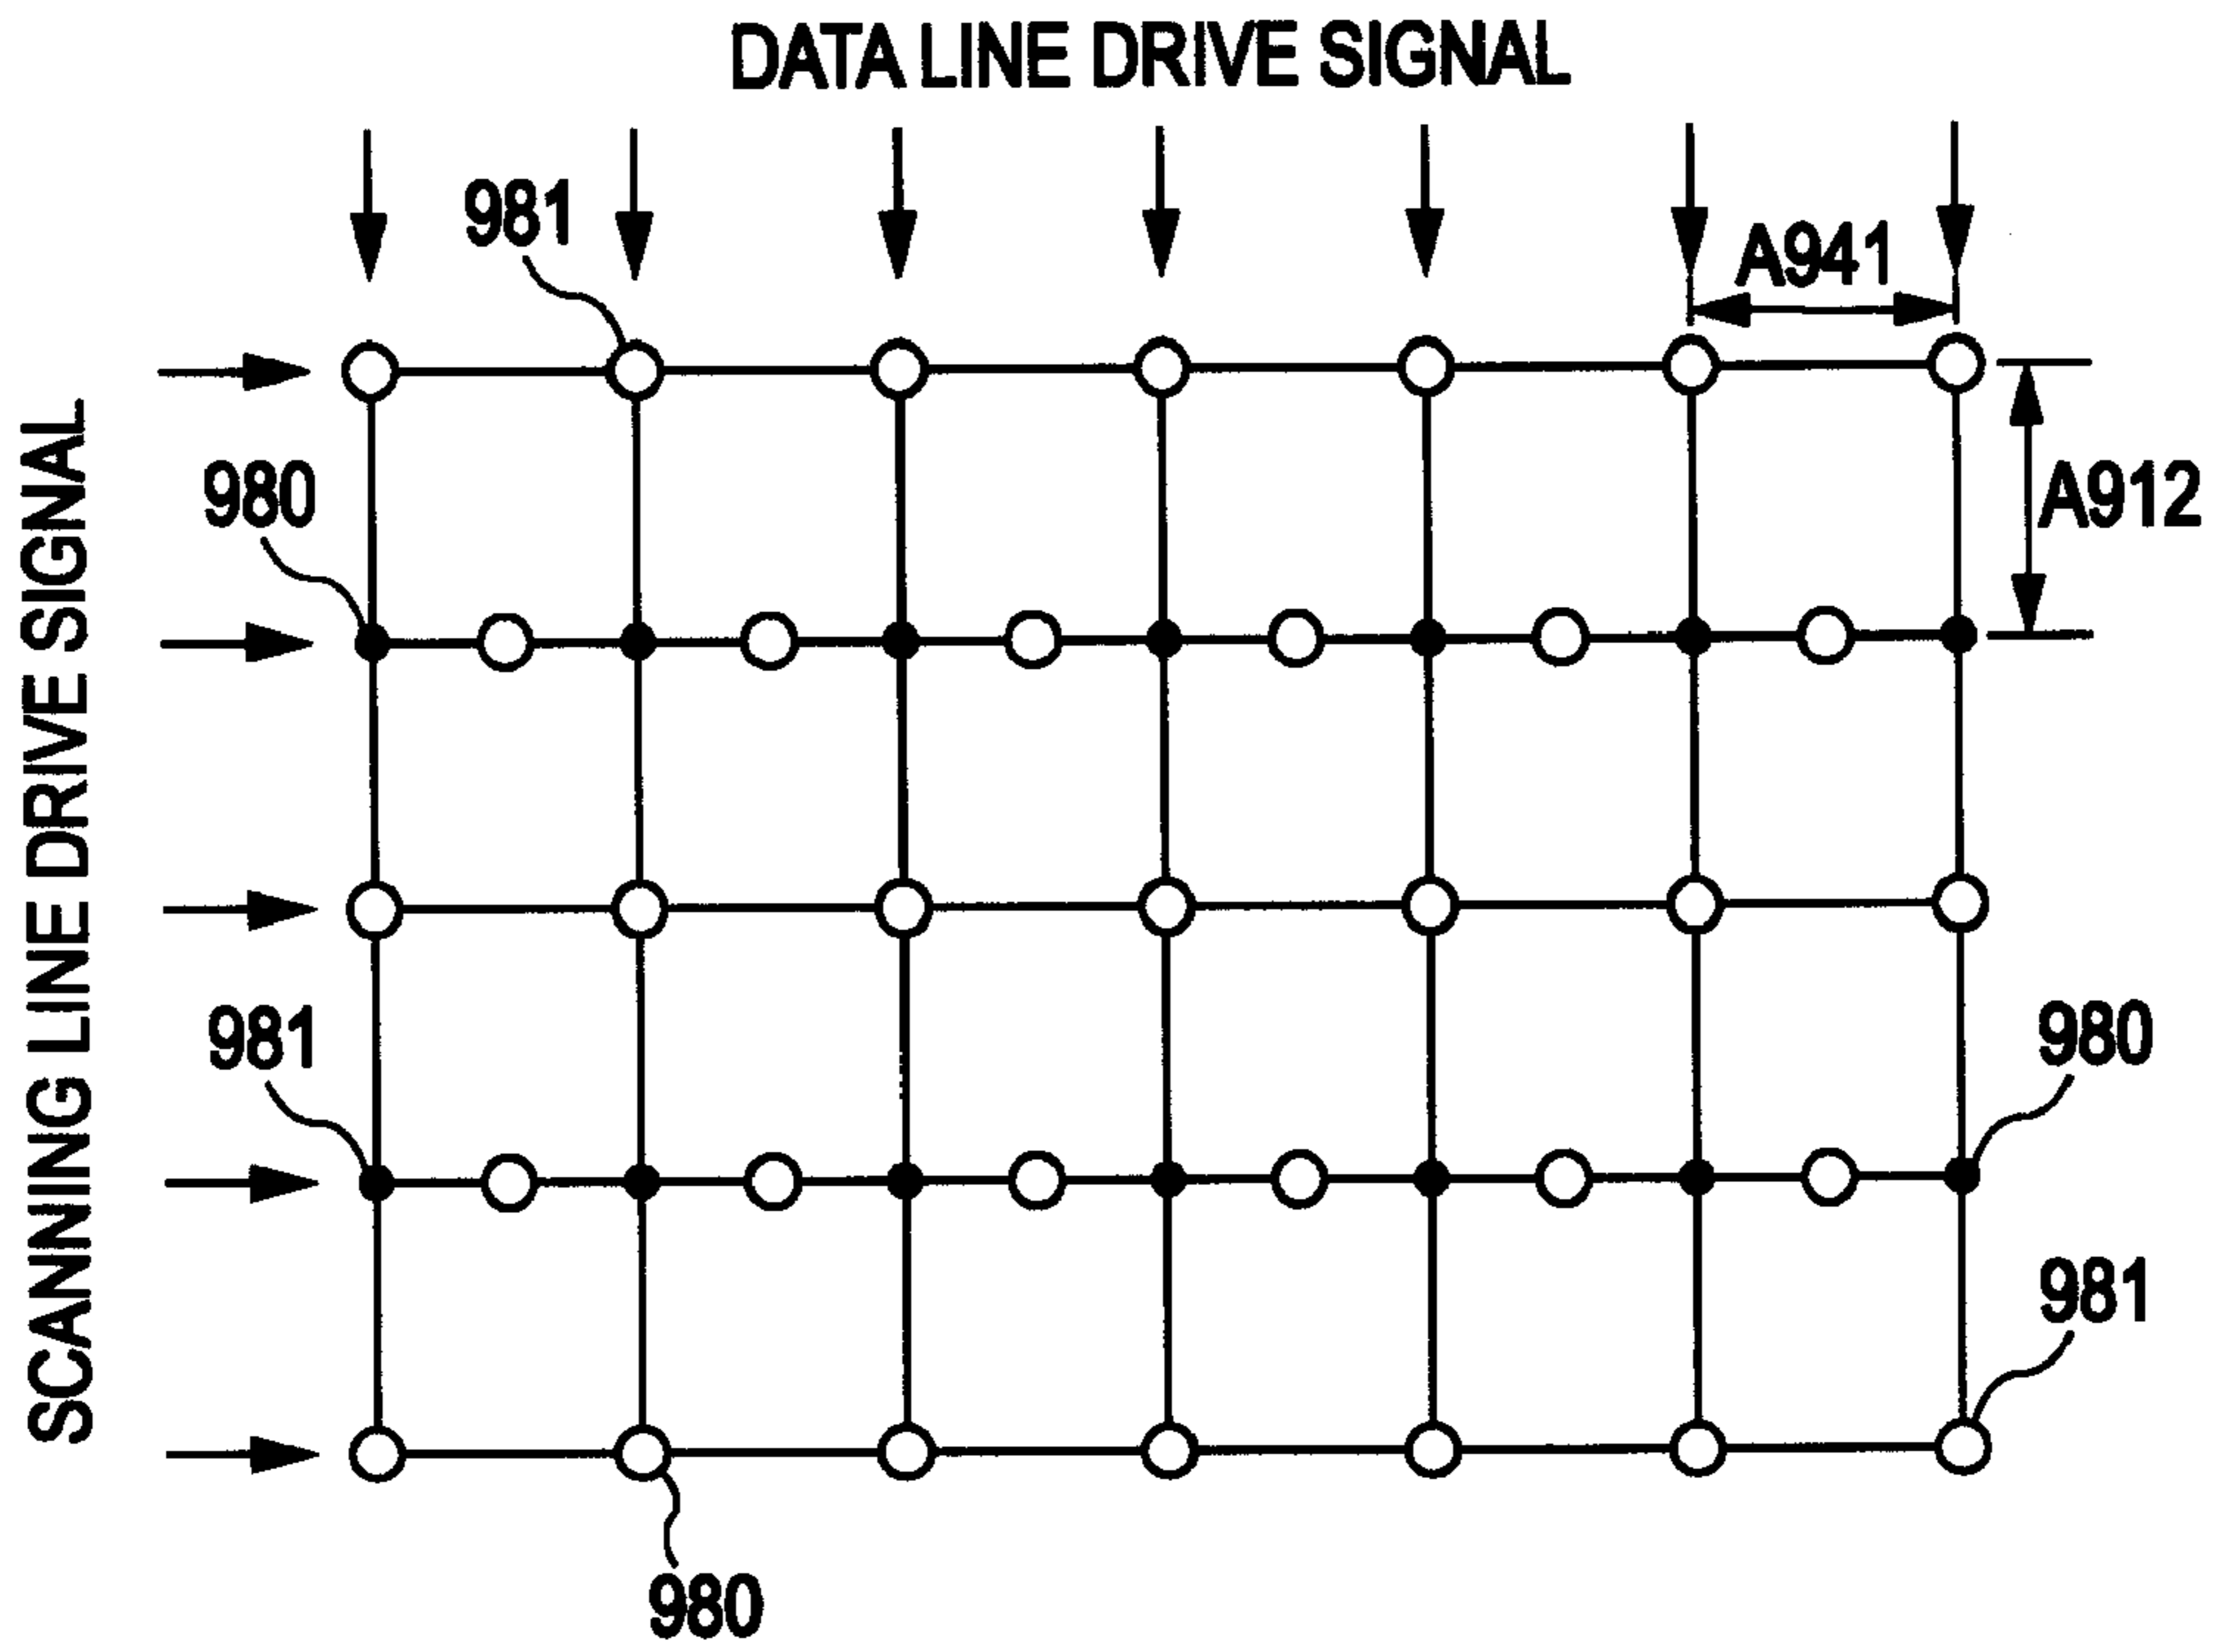 DATA LINE DRIVE SIGNAL
981
A941
SCANNING LINE DRIVE SIGNAL
980
A912
981
980
981
980